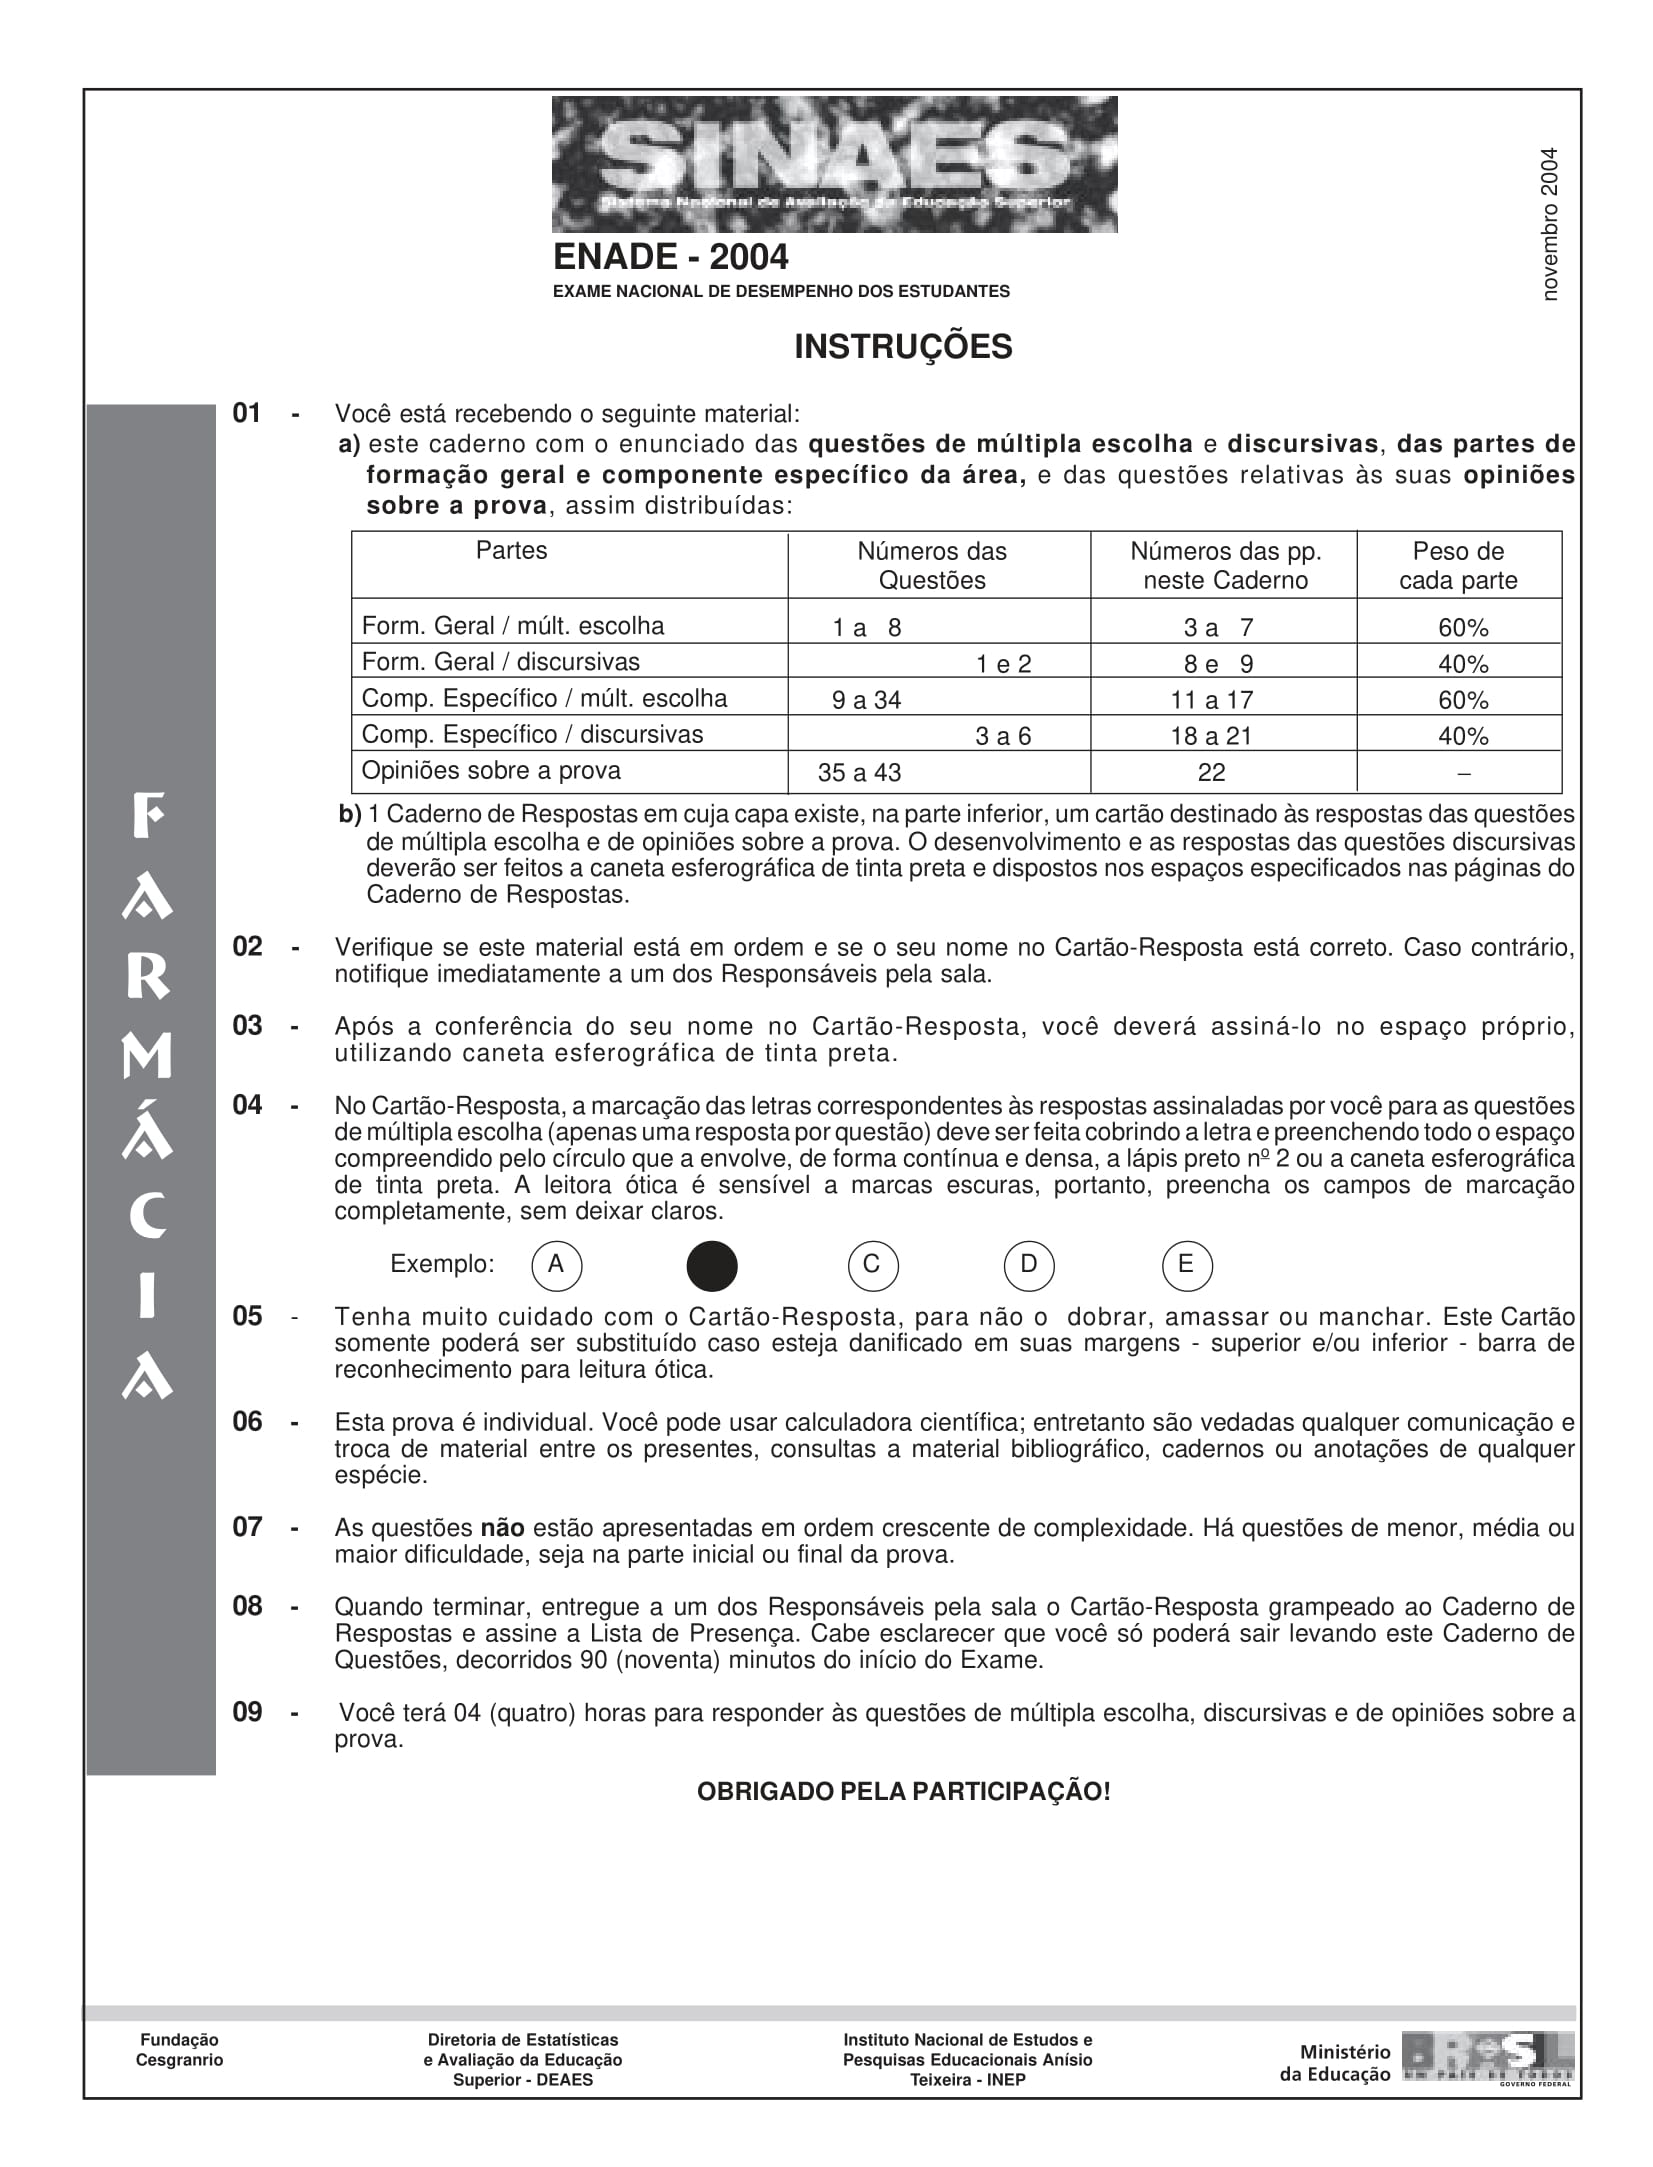 SINAES
Sistema Nacional de Avaliação da Educação Superior
novembro 2004
ENADE - 2004
EXAME NACIONAL DE DESEMPENHO DOS ESTUDANTES
INSTRUÇÕES
FARMÁCIA
01 - Você está recebendo o seguinte material:
a) este caderno com o enunciado das questões de múltipla escolha e discursivas, das partes de
formação geral e componente específico da área, e das questões relativas às suas opiniões
sobre a prova, assim distribuídas:
Partes Números das Questões Números das pp. neste Caderno Peso de cada parte
Form. Geral / múlt. escolha 1 a 8 3 a 7 60%
Form. Geral / discursivas 1 e 2 8 e 9 40%
Comp. Específico / múlt. escolha 9 a 34 11 a 17 60%
Comp. Específico / discursivas 3 a 6 18 a 21 40%
Opiniões sobre a prova 35 a 43 22 –
b) 1 Caderno de Respostas em cuja capa existe, na parte inferior, um cartão destinado às respostas das questões
de múltipla escolha e de opiniões sobre a prova. O desenvolvimento e as respostas das questões discursivas
deverão ser feitos a caneta esferográfica de tinta preta e dispostos nos espaços especificados nas páginas do
Caderno de Respostas.
02 - Verifique se este material está em ordem e se o seu nome no Cartão-Resposta está correto. Caso contrário,
notifique imediatamente a um dos Responsáveis pela sala.
03 - Após a conferência do seu nome no Cartão-Resposta, você deverá assiná-lo no espaço próprio,
utilizando caneta esferográfica de tinta preta.
04 - No Cartão-Resposta, a marcação das letras correspondentes às respostas assinaladas por você para as questões
de múltipla escolha (apenas uma resposta por questão) deve ser feita cobrindo a letra e preenchendo todo o espaço
compreendido pelo círculo que a envolve, de forma contínua e densa, a lápis preto nº 2 ou a caneta esferográfica
de tinta preta. A leitora ótica é sensível a marcas escuras, portanto, preencha os campos de marcação
completamente, sem deixar claros.
Exemplo: A C D E
05 - Tenha muito cuidado com o Cartão-Resposta, para não o dobrar, amassar ou manchar. Este Cartão
somente poderá ser substituído caso esteja danificado em suas margens - superior e/ou inferior - barra de
reconhecimento para leitura ótica.
06 - Esta prova é individual. Você pode usar calculadora científica; entretanto são vedadas qualquer comunicação e
troca de material entre os presentes, consultas a material bibliográfico, cadernos ou anotações de qualquer
espécie.
07 - As questões não estão apresentadas em ordem crescente de complexidade. Há questões de menor, média ou
maior dificuldade, seja na parte inicial ou final da prova.
08 - Quando terminar, entregue a um dos Responsáveis pela sala o Cartão-Resposta grampeado ao Caderno de
Respostas e assine a Lista de Presença. Cabe esclarecer que você só poderá sair levando este Caderno de
Questões, decorridos 90 (noventa) minutos do início do Exame.
09 - Você terá 04 (quatro) horas para responder às questões de múltipla escolha, discursivas e de opiniões sobre a
prova.
OBRIGADO PELA PARTICIPAÇÃO!
Fundação
Cesgranrio
Diretoria de Estatísticas
e Avaliação da Educação
Superior - DEAES
Instituto Nacional de Estudos e
Pesquisas Educacionais Anísio
Teixeira - INEP
Ministério
da Educação
BRASIL
UM PAÍS DE TODOS
GOVERNO FEDERAL